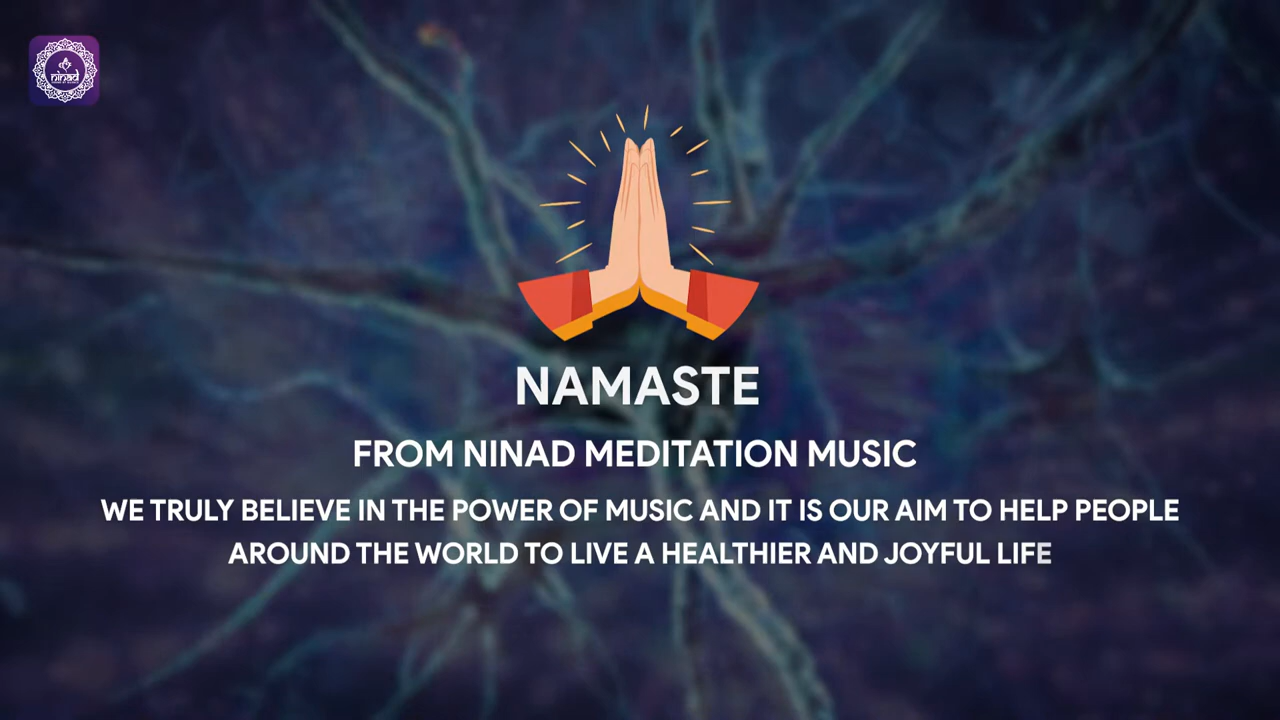 ninad
NAMASTE
FROM NINAD MEDITATION MUSIC
WE TRULY BELIEVE IN THE POWER OF MUSIC AND IT IS OUR AIM TO HELP PEOPLE
AROUND THE WORLD TO LIVE A HEALTHIER AND JOYFUL LIFE